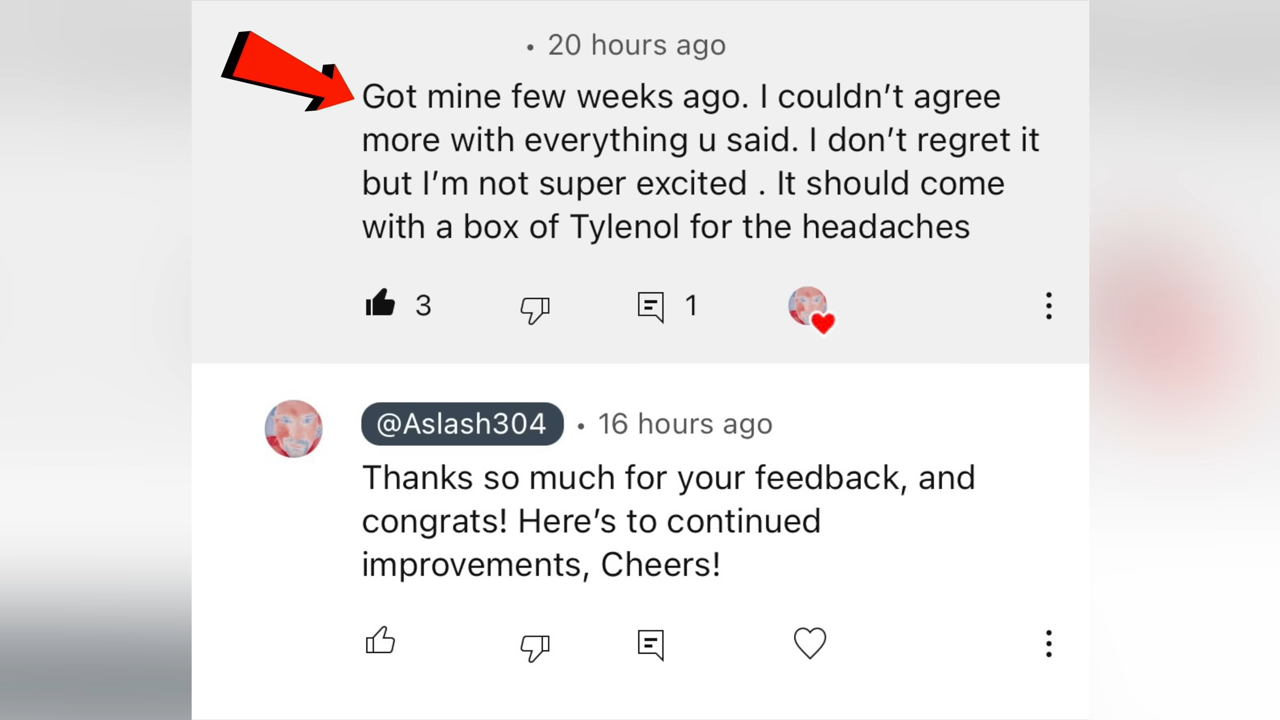 • 20 hours ago
Got mine few weeks ago. I couldn’t agree
more with everything u said. I don’t regret it
but I’m not super excited . It should come
with a box of Tylenol for the headaches
3
1
@Aslash304 • 16 hours ago
Thanks so much for your feedback, and
congrats! Here’s to continued
improvements, Cheers!